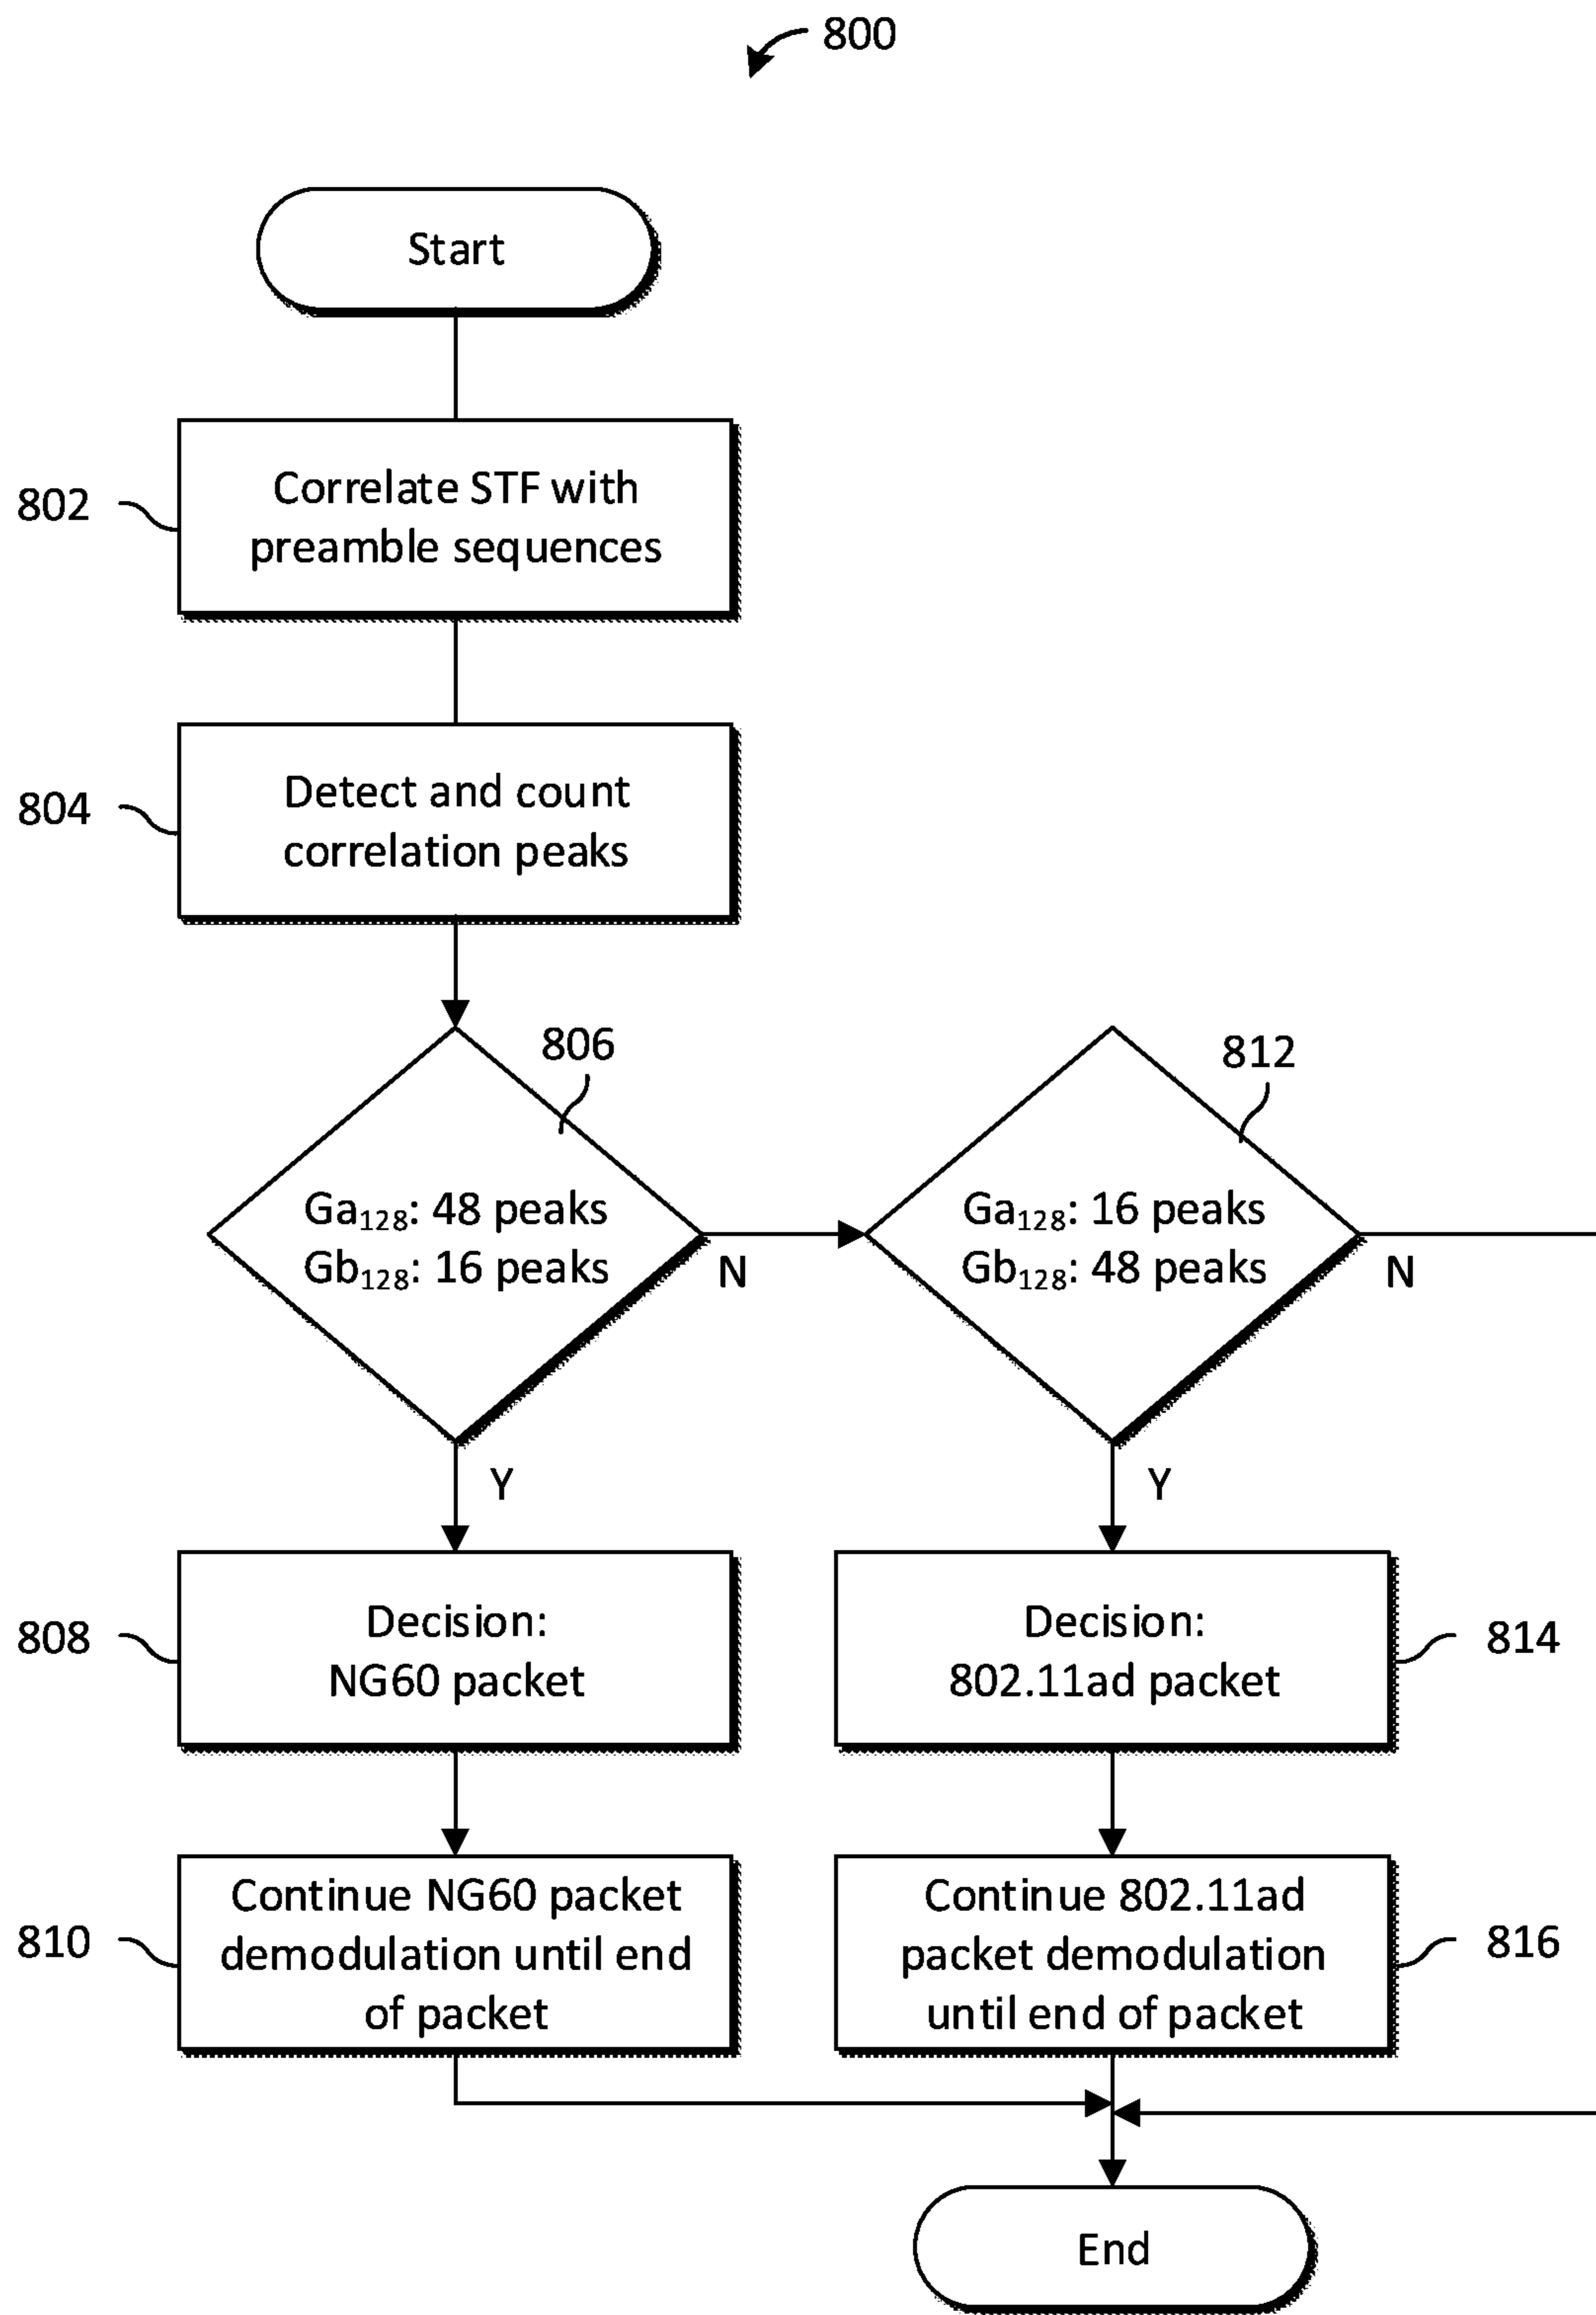 800
Start
802
Correlate STF with
preamble sequences
804
Detect and count
correlation peaks
806
Ga₁₂₈: 48 peaks
Gb₁₂₈: 16 peaks
N
Y
812
Ga₁₂₈: 16 peaks
Gb₁₂₈: 48 peaks
N
Y
808
Decision:
NG60 packet
Decision:
802.11ad packet
814
810
Continue NG60 packet
demodulation until end
of packet
Continue 802.11ad
packet demodulation
until end of packet
816
End